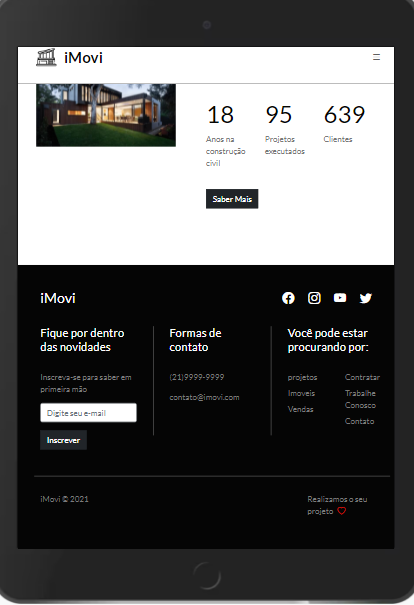 iMovi
18 95 639
Anos na
construção
civil
Projetos
executados
Clientes
Saber Mais
iMovi
Fique por dentro
das novidades
Inscreva-se para saber em
primeira mão
Digite seu e-mail
Inscrever
Formas de
contato
(21)9999-9999
contato@imovi.com
Você pode estar
procurando por:
projetos
Imoveis
Vendas
Contratar
Trabalhe
Conosco
Contato
iMovi © 2021
Realizamos o seu
projeto